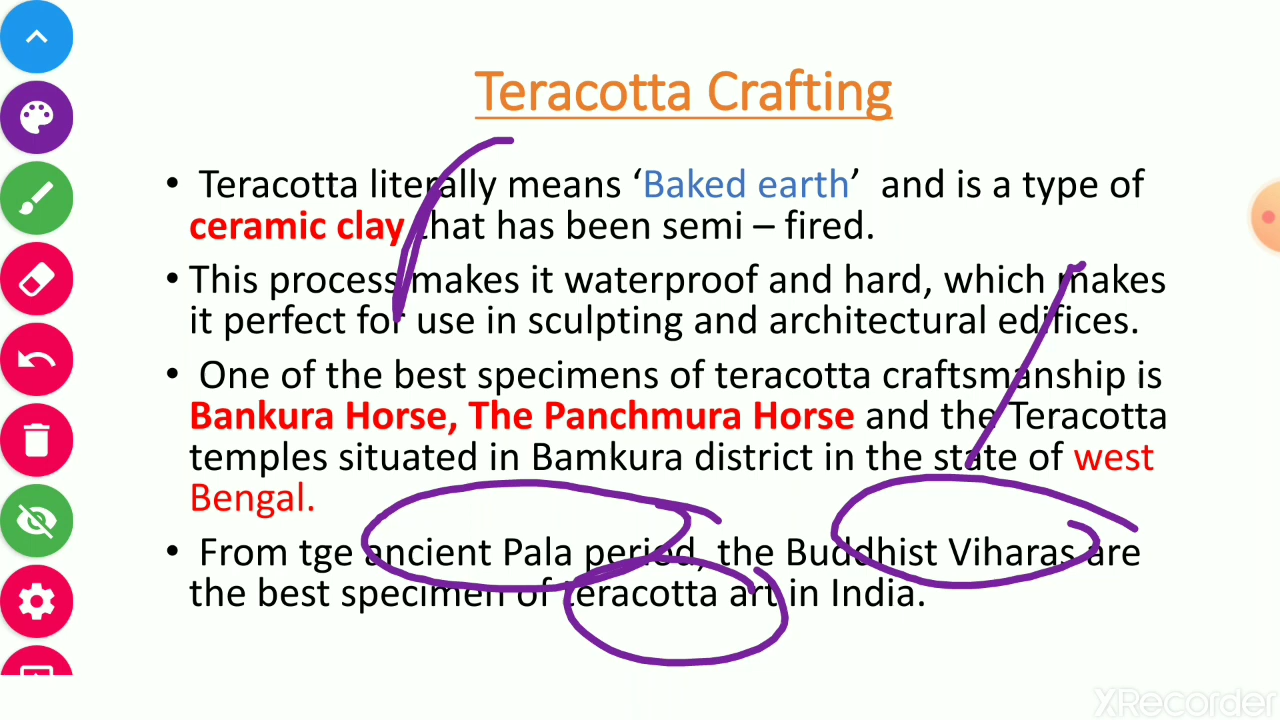 Teracotta Crafting
• Teracotta literally means ‘Baked earth’ and is a type of
ceramic clay that has been semi – fired.
• This process makes it waterproof and hard, which makes
it perfect for use in sculpting and architectural edifices.
• One of the best specimens of teracotta craftsmanship is
Bankura Horse, The Panchmura Horse and the Teracotta
temples situated in Bamkura district in the state of west
Bengal.
• From tge ancient Pala period, the Buddhist Viharas are
the best specimen of teracotta art in India.
XRecorder